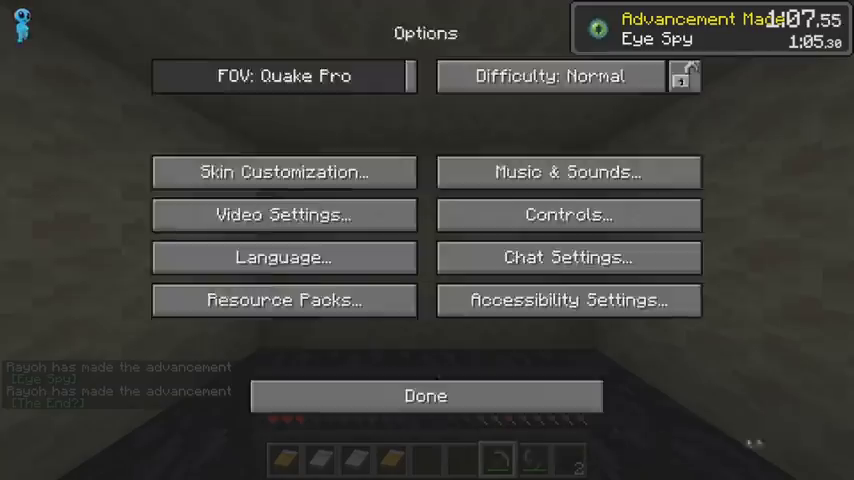 Advancement Made
1:07.55
Eye Spy
1:05.30
Options
FOV: Quake Pro
Difficulty: Normal
Skin Customization...
Music & Sounds...
Video Settings...
Controls...
Language...
Chat Settings...
Resource Packs...
Accessibility Settings...
Rayoh has made the advancement
[Eye Spy]
Rayoh has made the advancement
[The End?]
Done
2